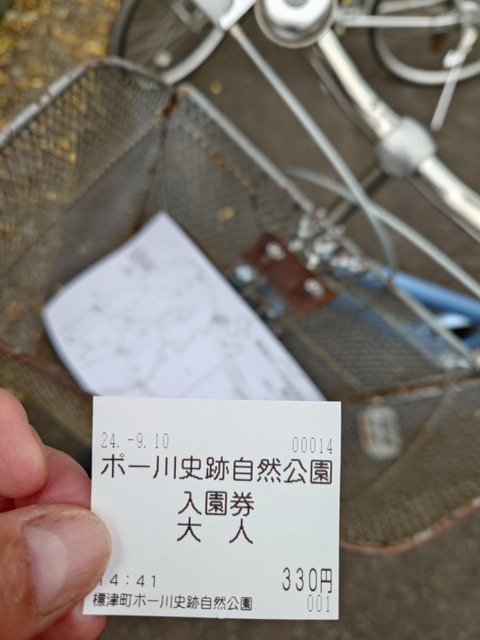 24.-9.10 00014
ポー川史跡自然公園
入園券
大 人
14:41 330円
標津町ポー川史跡自然公園 001